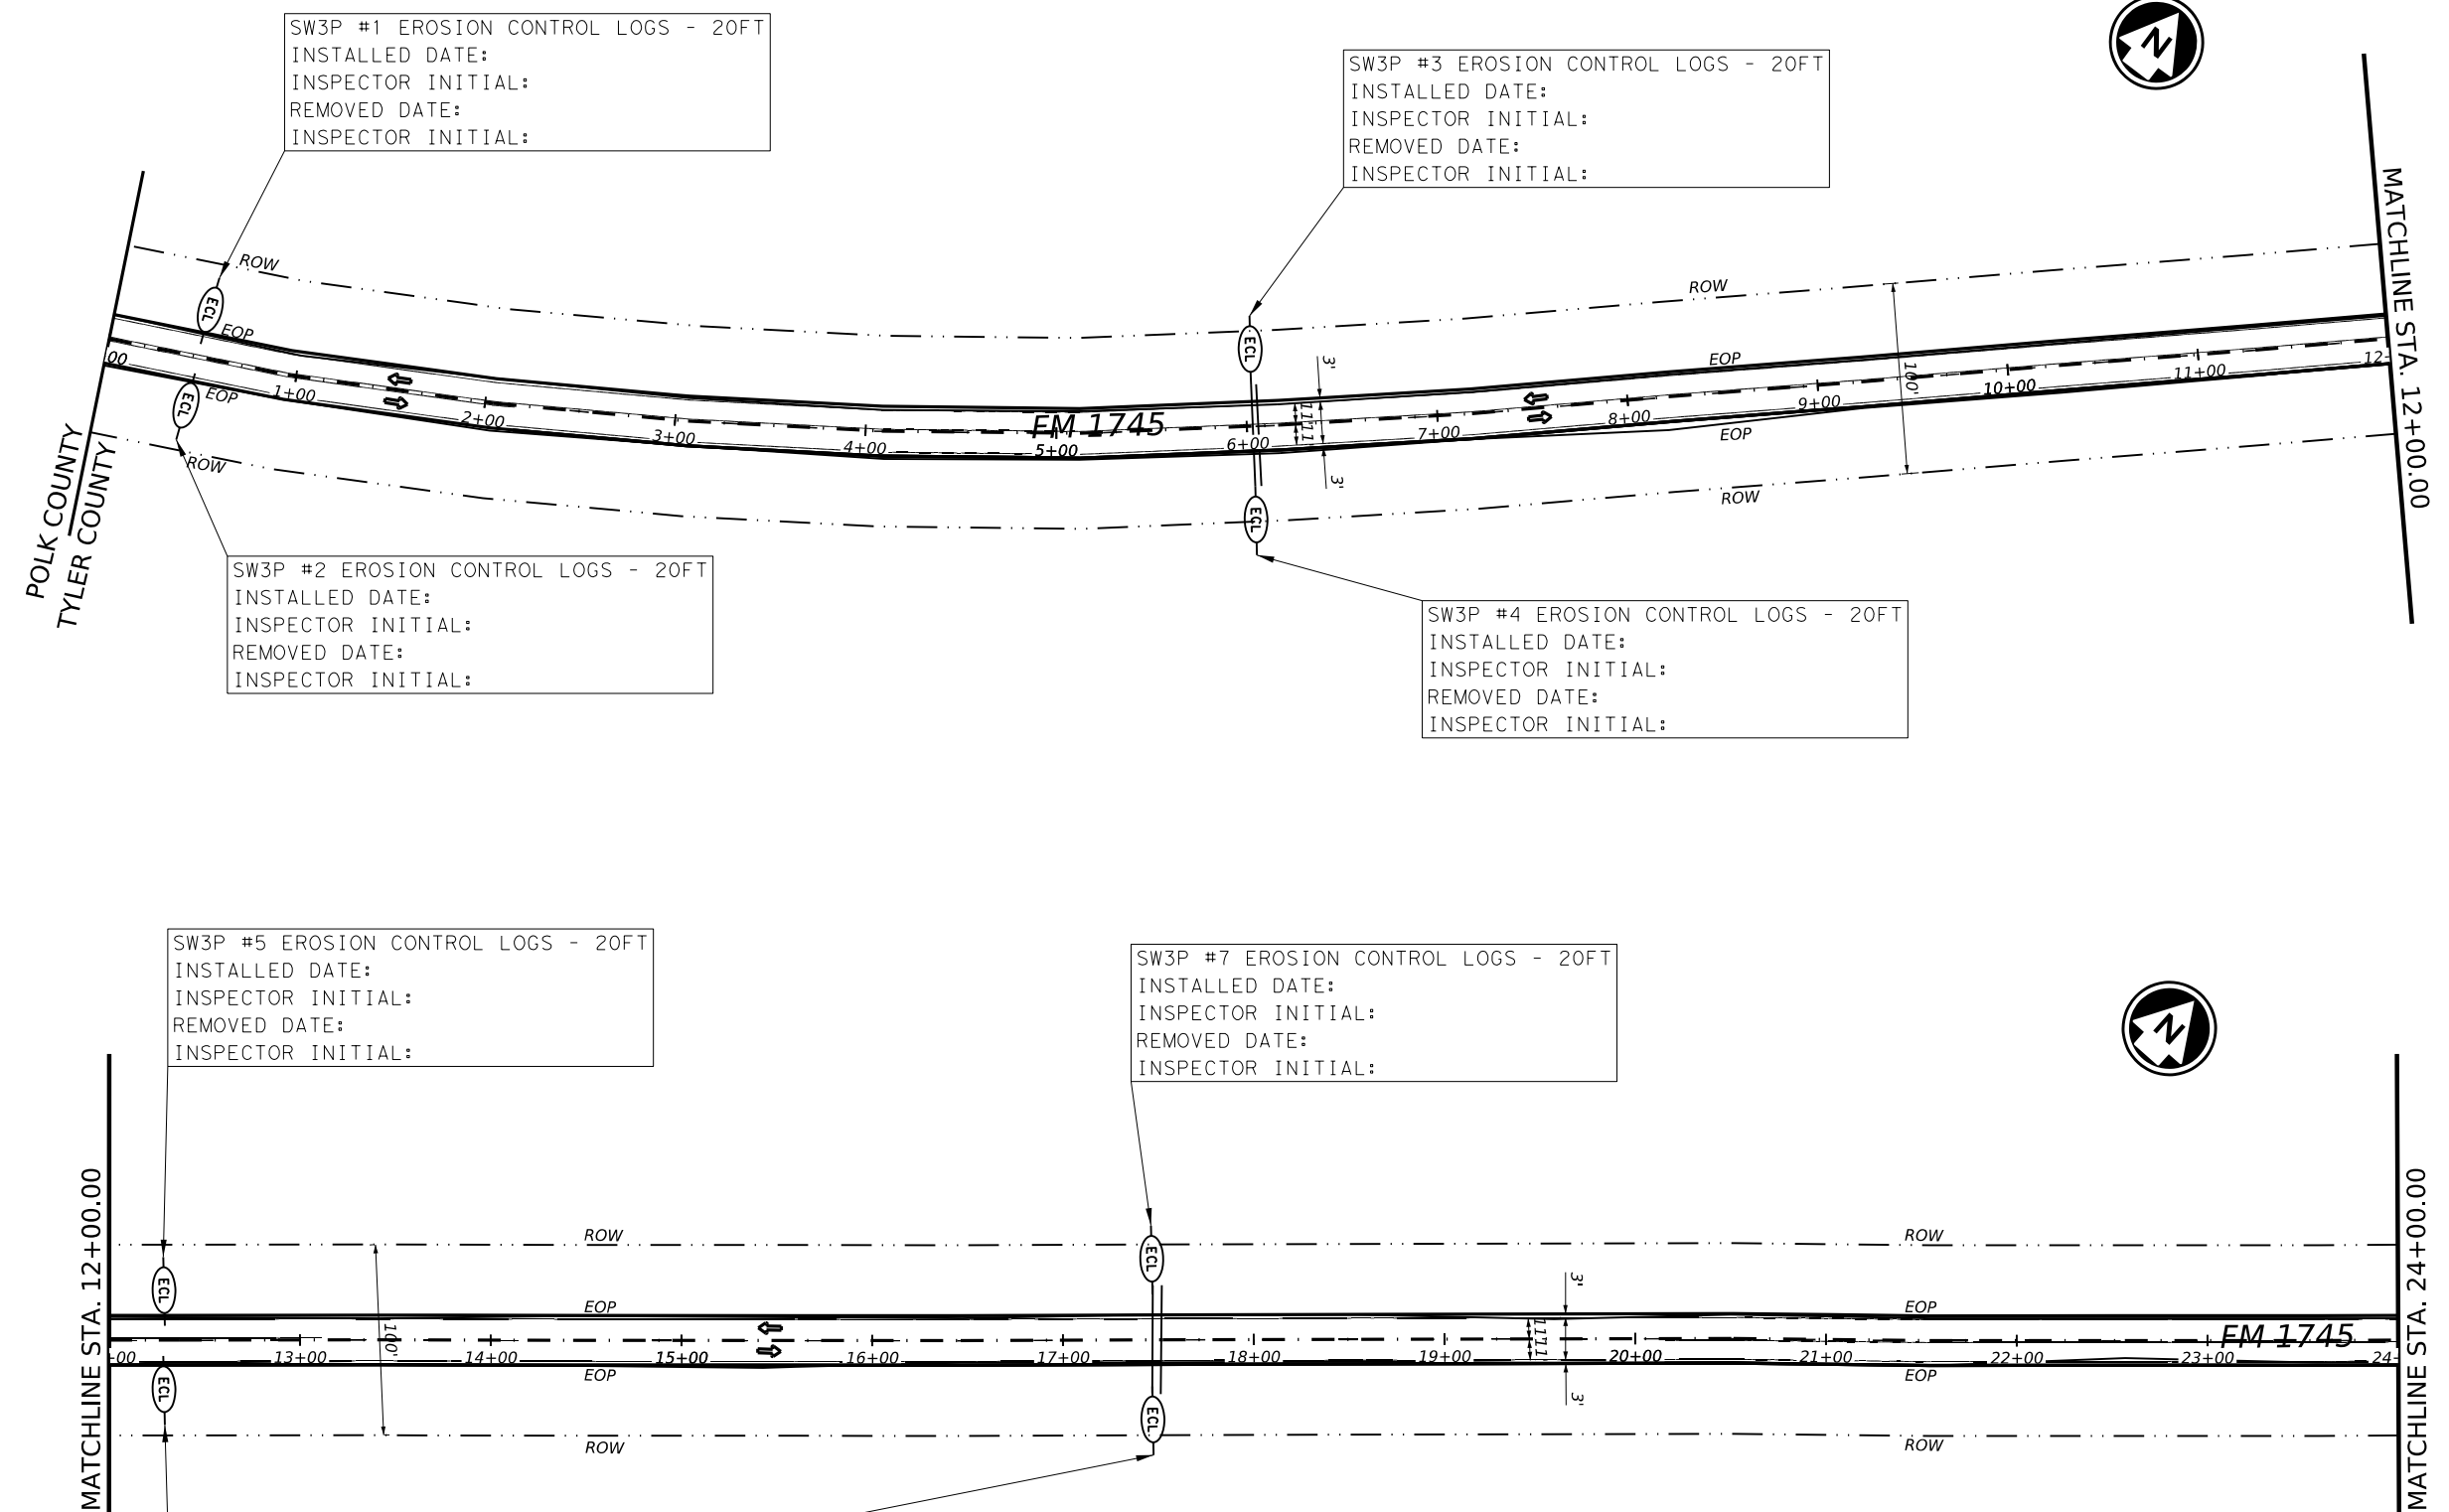 SW3P #1 EROSION CONTROL LOGS - 20FT
INSTALLED DATE:
INSPECTOR INITIAL:
REMOVED DATE:
INSPECTOR INITIAL:
SW3P #3 EROSION CONTROL LOGS - 20FT
INSTALLED DATE:
INSPECTOR INITIAL:
REMOVED DATE:
INSPECTOR INITIAL:
N
MATCHLINE STA. 12+00.00
ROW
ROW
ECL
ECL
EOP
EOP
3'
100'
00
1+00
2+00
3+00
4+00
5+00
6+00
7+00
8+00
9+00
10+00
11+00
12-
FM 1745
11
11
EOP
EOP
ECL
ECL
3'
ROW
ROW
POLK COUNTY
TYLER COUNTY
SW3P #2 EROSION CONTROL LOGS - 20FT
INSTALLED DATE:
INSPECTOR INITIAL:
REMOVED DATE:
INSPECTOR INITIAL:
SW3P #4 EROSION CONTROL LOGS - 20FT
INSTALLED DATE:
INSPECTOR INITIAL:
REMOVED DATE:
INSPECTOR INITIAL:
SW3P #5 EROSION CONTROL LOGS - 20FT
INSTALLED DATE:
INSPECTOR INITIAL:
REMOVED DATE:
INSPECTOR INITIAL:
SW3P #7 EROSION CONTROL LOGS - 20FT
INSTALLED DATE:
INSPECTOR INITIAL:
REMOVED DATE:
INSPECTOR INITIAL:
N
MATCHLINE STA. 12+00.00
MATCHLINE STA. 24+00.00
ROW
ROW
ECL
ECL
3'
EOP
EOP
100'
11
11
FM 1745
+00
13+00
14+00
15+00
16+00
17+00
18+00
19+00
20+00
21+00
22+00
23+00
24-
EOP
EOP
ECL
ECL
3'
ROW
ROW